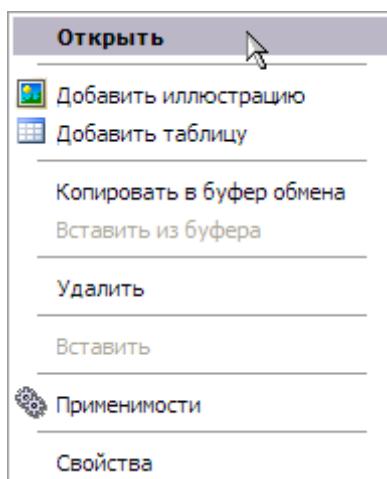 Открыть
Добавить иллюстрацию
Добавить таблицу
Копировать в буфер обмена
Вставить из буфера
Удалить
Вставить
Применимости
Свойства